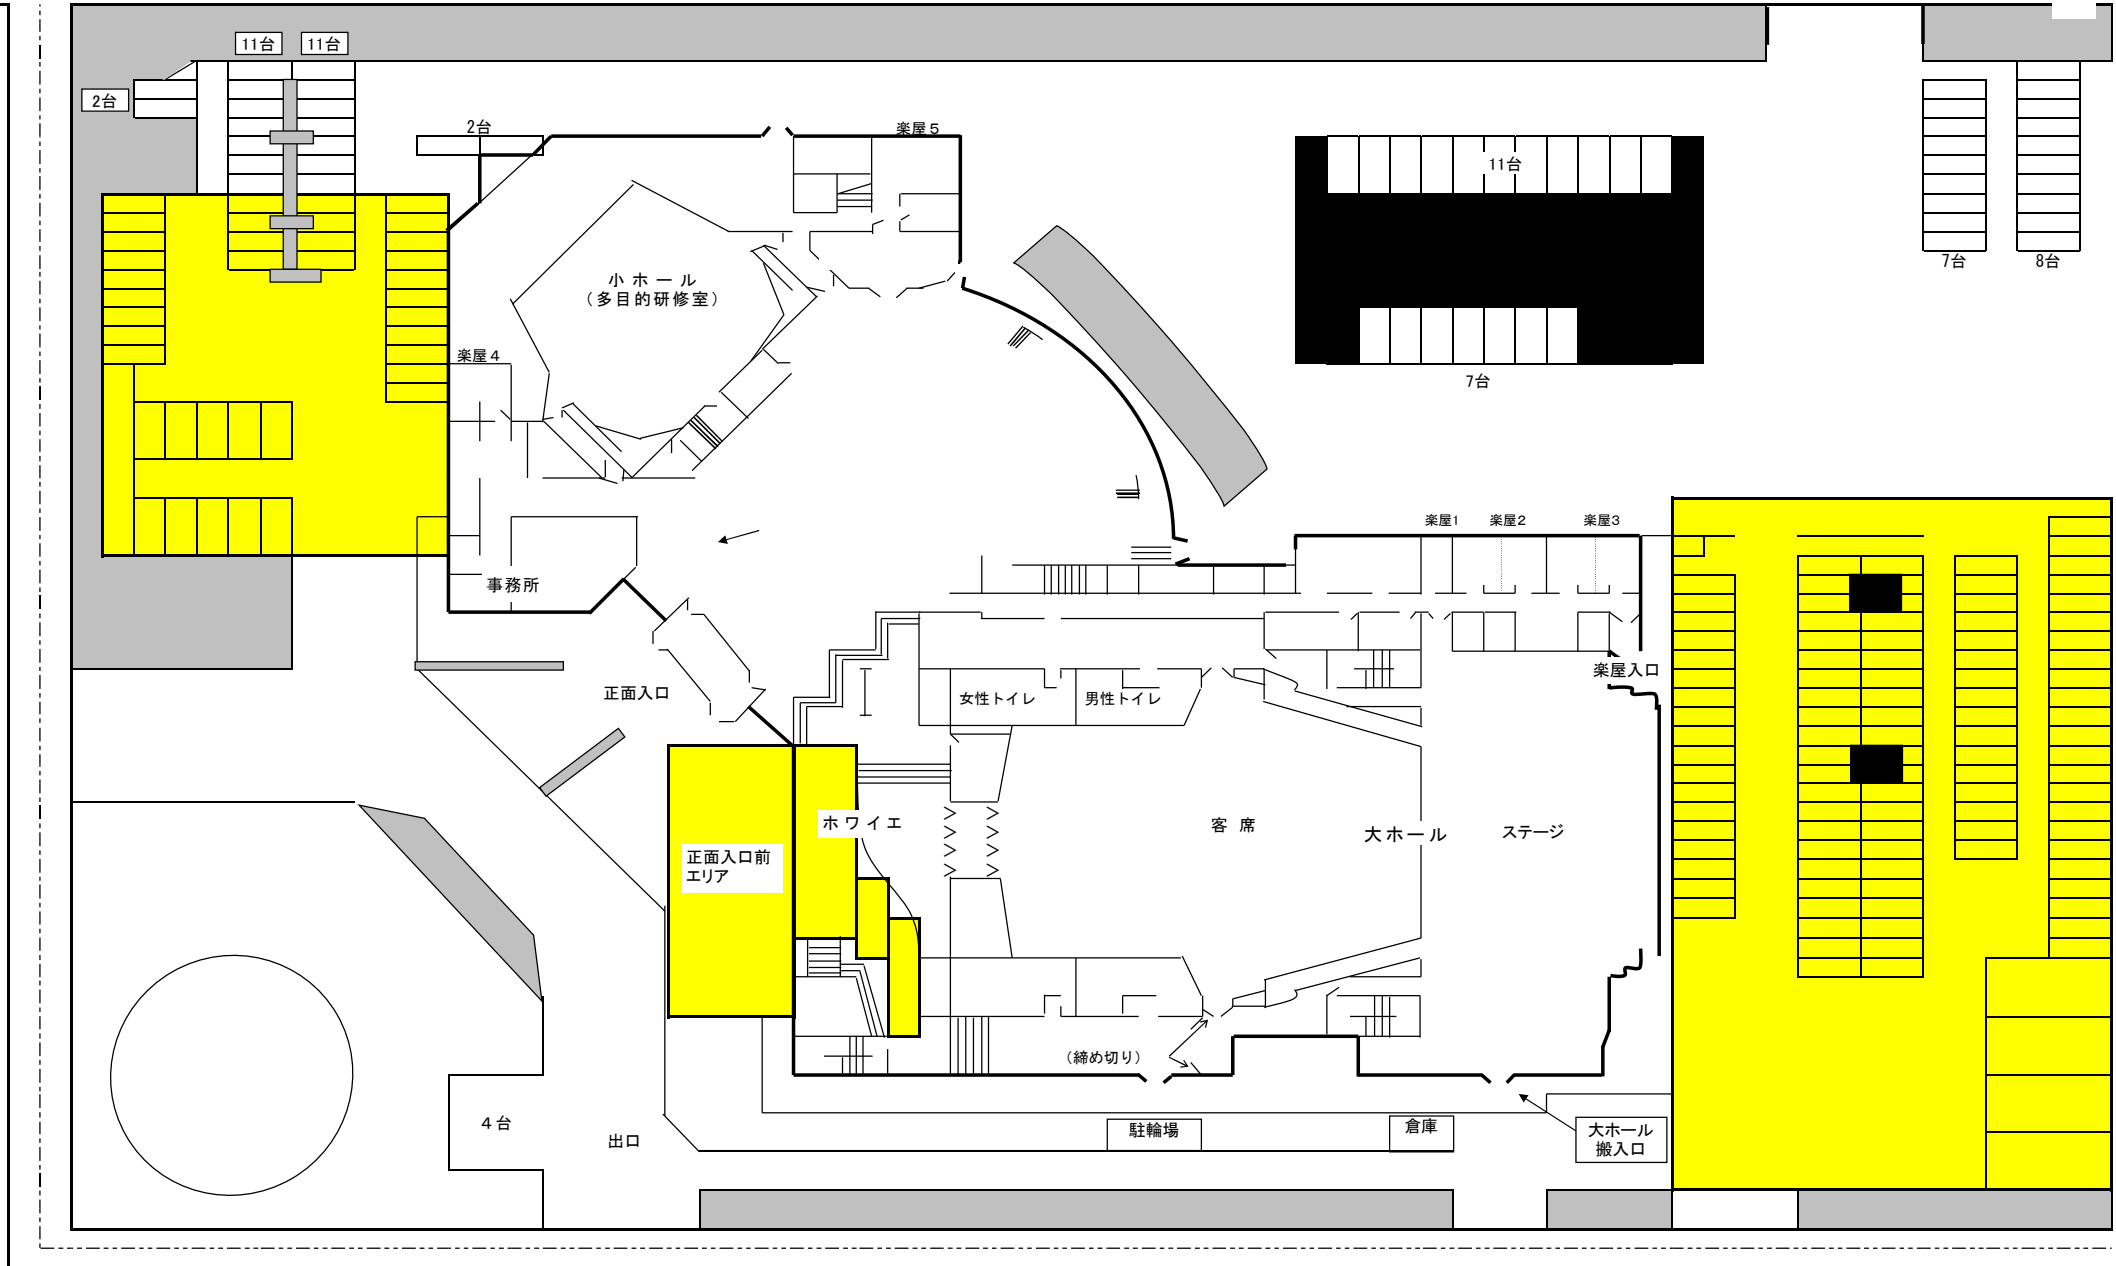 11台
11台
2台
2台
楽屋５
11台
小ホール
（多目的研修室）
7台
8台
楽屋４
7台
楽屋1
楽屋2
楽屋3
事務所
楽屋入口
正面入口
女性トイレ
男性トイレ
ホワイエ
客 席
大ホール
ステージ
正面入口前
エリア
（締め切り）
４台
出口
駐輪場
倉庫
大ホール
搬入口